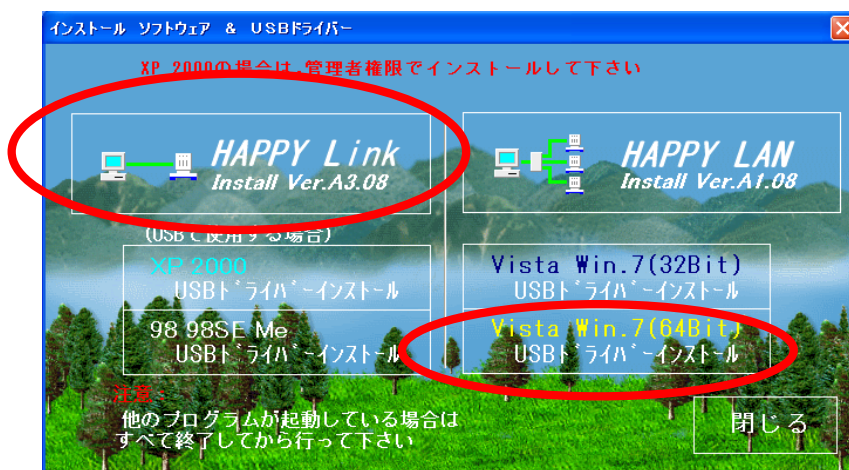 インストール ソフトウェア & USBドライバー
XP 2000の場合は、管理者権限でインストールして下さい
HAPPY Link
Install Ver.A3.08
HAPPY LAN
Install Ver.A1.08
(USBで使用する場合)
XP 2000
USBドライバーインストール
Vista Win.7(32Bit)
USBドライバーインストール
98 98SE Me
USBドライバーインストール
Vista Win.7(64Bit)
USBドライバーインストール
注意:
他のプログラムが起動している場合は
すべて終了してから行って下さい
閉じる